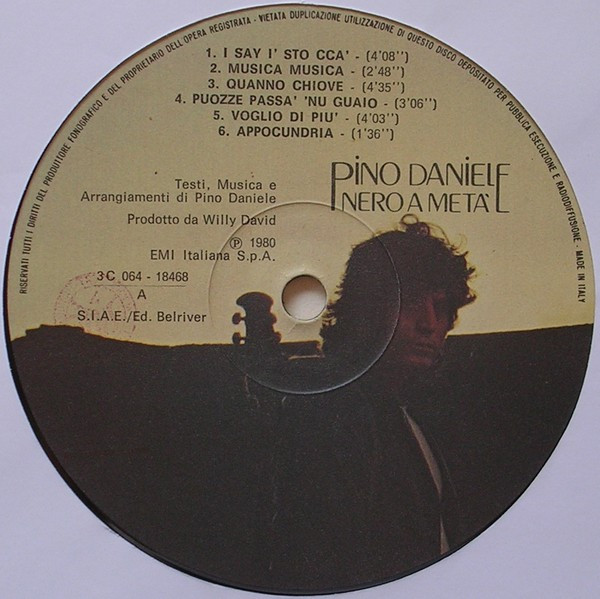 RISERVATI TUTTI I DIRITTI DEL PRODUTTORE FONOGRAFICO E DEL PROPRIETARIO DELL'OPERA REGISTRATA - VIETATA DUPLICAZIONE UTILIZZAZIONE DI QUESTO DISCO DEPOSITATO PER PUBBLICA ESECUZIONE E RADIODIFFUSIONE - MADE IN ITALY
1. I SAY I' STO CCA' - (4'08'')
2. MUSICA MUSICA - (2'48'')
3. QUANNO CHIOVE - (4'35'')
4. PUOZZE PASSA' 'NU GUAIO - (3'06'')
5. VOGLIO DI PIU' - (4'03'')
6. APPOCUNDRIA - (1'36'')
PINO DANIELE
NERO A METÀ
Testi, Musica e
Arrangiamenti di Pino Daniele
Prodotto da Willy David
℗ 1980
EMI Italiana S.p.A.
3C 064 - 18468
A
S.I.A.E./Ed. Belriver